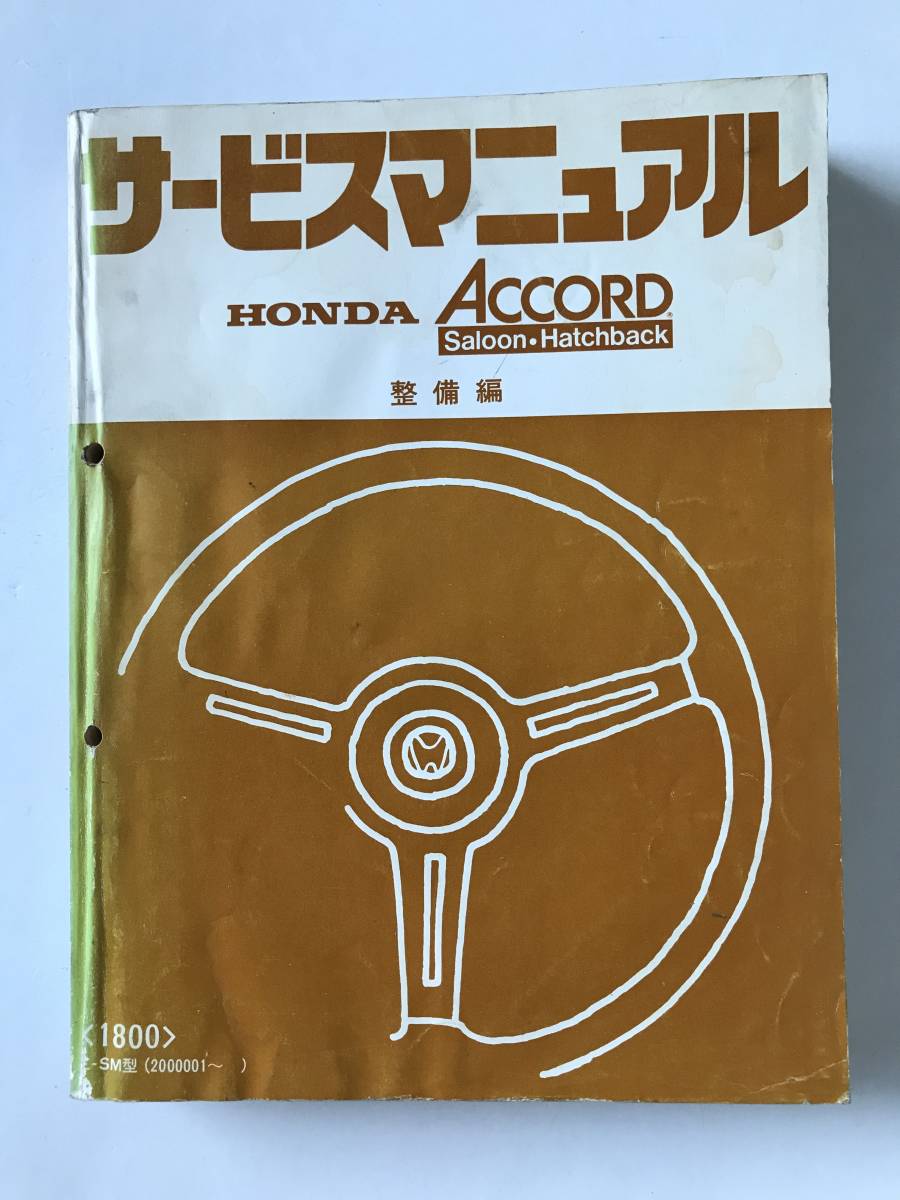 サービスマニュアル
HONDA ACCORD®
Saloon・Hatchback
整備編
<1800>
-SM型 (2000001～ )